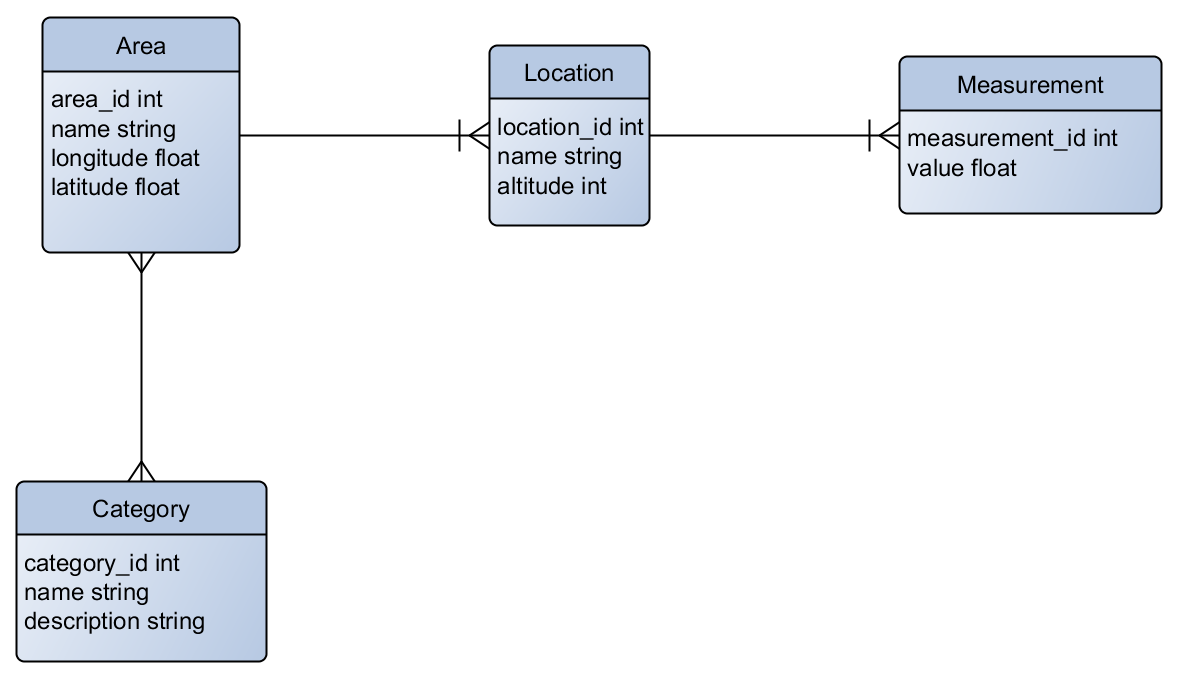 Area
area_id int
name string
longitude float
latitude float
Location
location_id int
name string
altitude int
Measurement
measurement_id int
value float
Category
category_id int
name string
description string